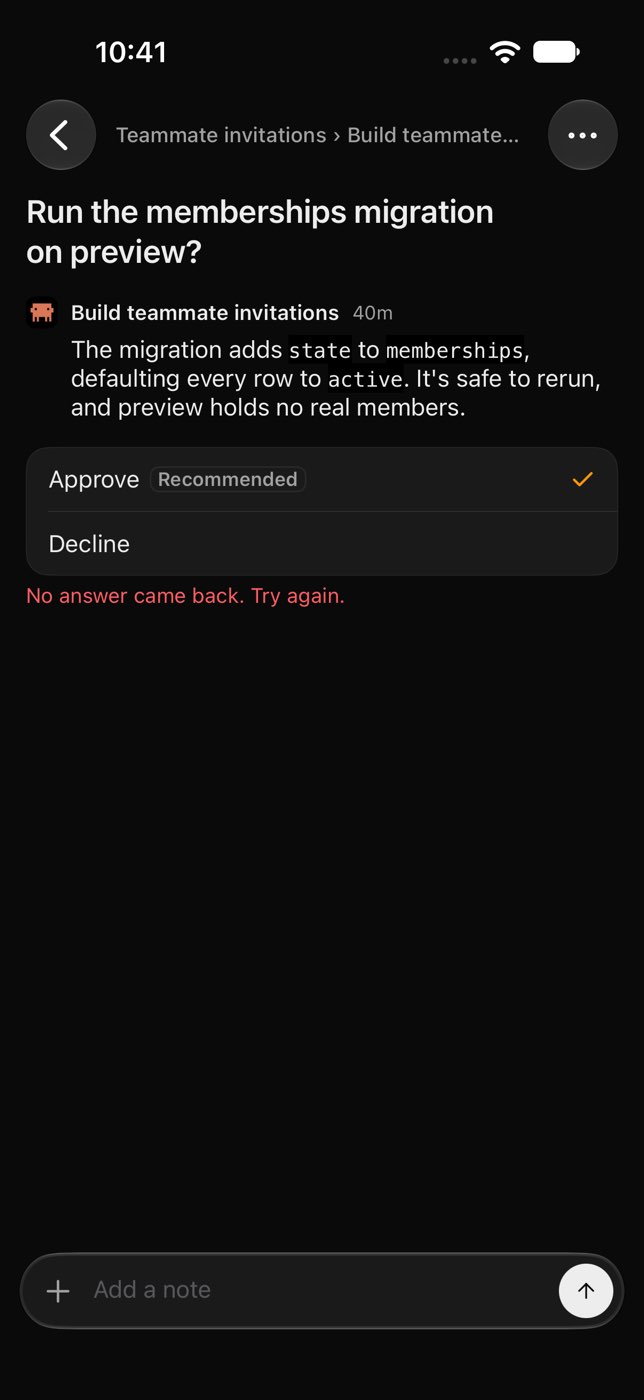 10:41
Teammate invitations › Build teammate...
Run the memberships migration
on preview?
Build teammate invitations 40m
The migration adds state to memberships,
defaulting every row to active. It's safe to rerun,
and preview holds no real members.
Approve Recommended
Decline
No answer came back. Try again.
Add a note